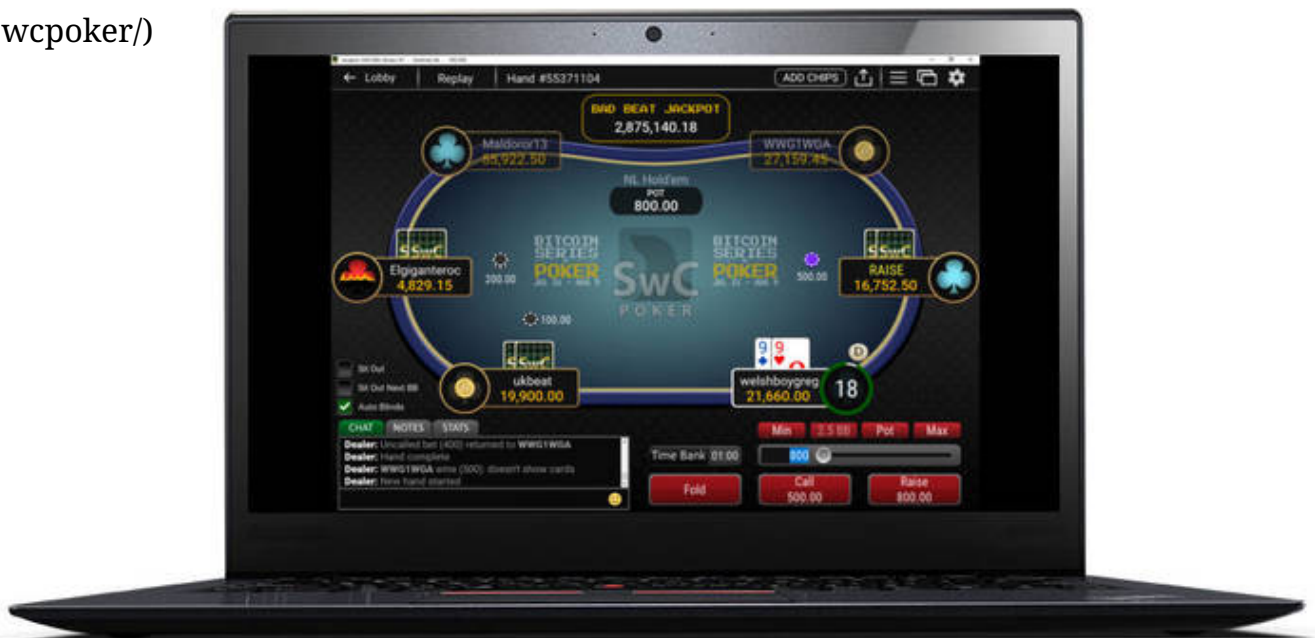 wcpoker/)
← Lobby Replay Hand #55371104 ADD CHIPS
BAD BEAT JACKPOT
2,875,140.18
Maldoror13
65,922.50
WWG1WGA
27,159.45
NL Hold'em
POT
800.00
SSwC
SSwC
Elgiganteroc
4,829.15
200.00
BITCOIN
SERIES
POKER
SwC
POKER
BITCOIN
SERIES
POKER
500.00
RAISE
16,752.50
100.00
SSwC
9 9
D
ukbeat
19,900.00
welshboygreg
21,660.00
18
Sit Out
Sit Out Next BB
Auto Blinds
CHAT NOTES STATS
Min 2.5 BB Pot Max
Dealer: Uncalled bet (400) returned to WWG1WGA
Dealer: Hand complete
Dealer: WWG1WGA wins (500) doesn't show cards
Dealer: New hand started
Time Bank 01:00
800
Fold
Call
500.00
Raise
800.00